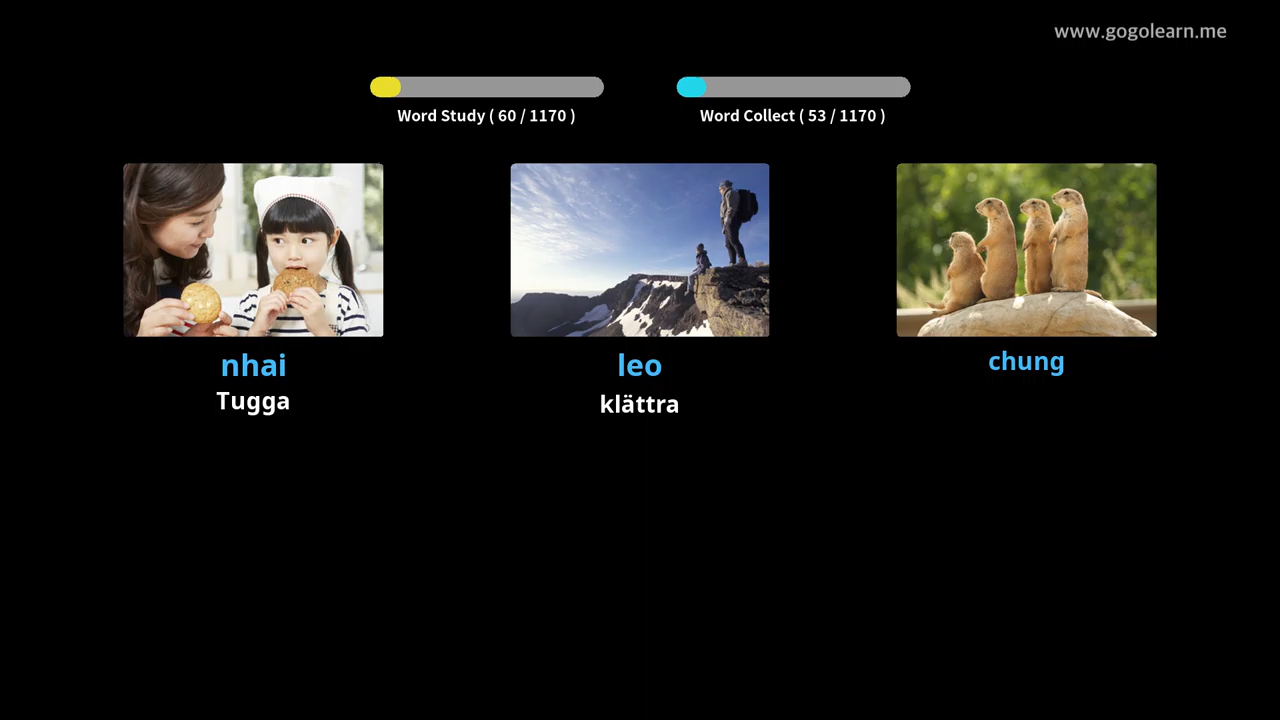 www.gogolearn.me
Word Study ( 60 / 1170 )
Word Collect ( 53 / 1170 )
nhai
Tugga
leo
klättra
chung